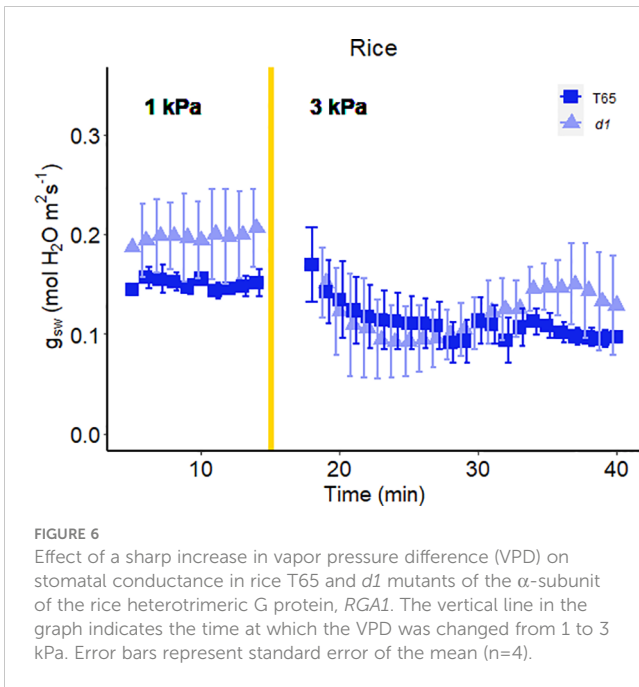 Rice
1 kPa
3 kPa
T65
d1
0.3
0.2
0.1
0.0
gsw (mol H2O m²s⁻¹)
10
20
30
40
Time (min)
FIGURE 6
Effect of a sharp increase in vapor pressure difference (VPD) on
stomatal conductance in rice T65 and d1 mutants of the α-subunit
of the rice heterotrimeric G protein, RGA1. The vertical line in the
graph indicates the time at which the VPD was changed from 1 to 3
kPa. Error bars represent standard error of the mean (n=4).